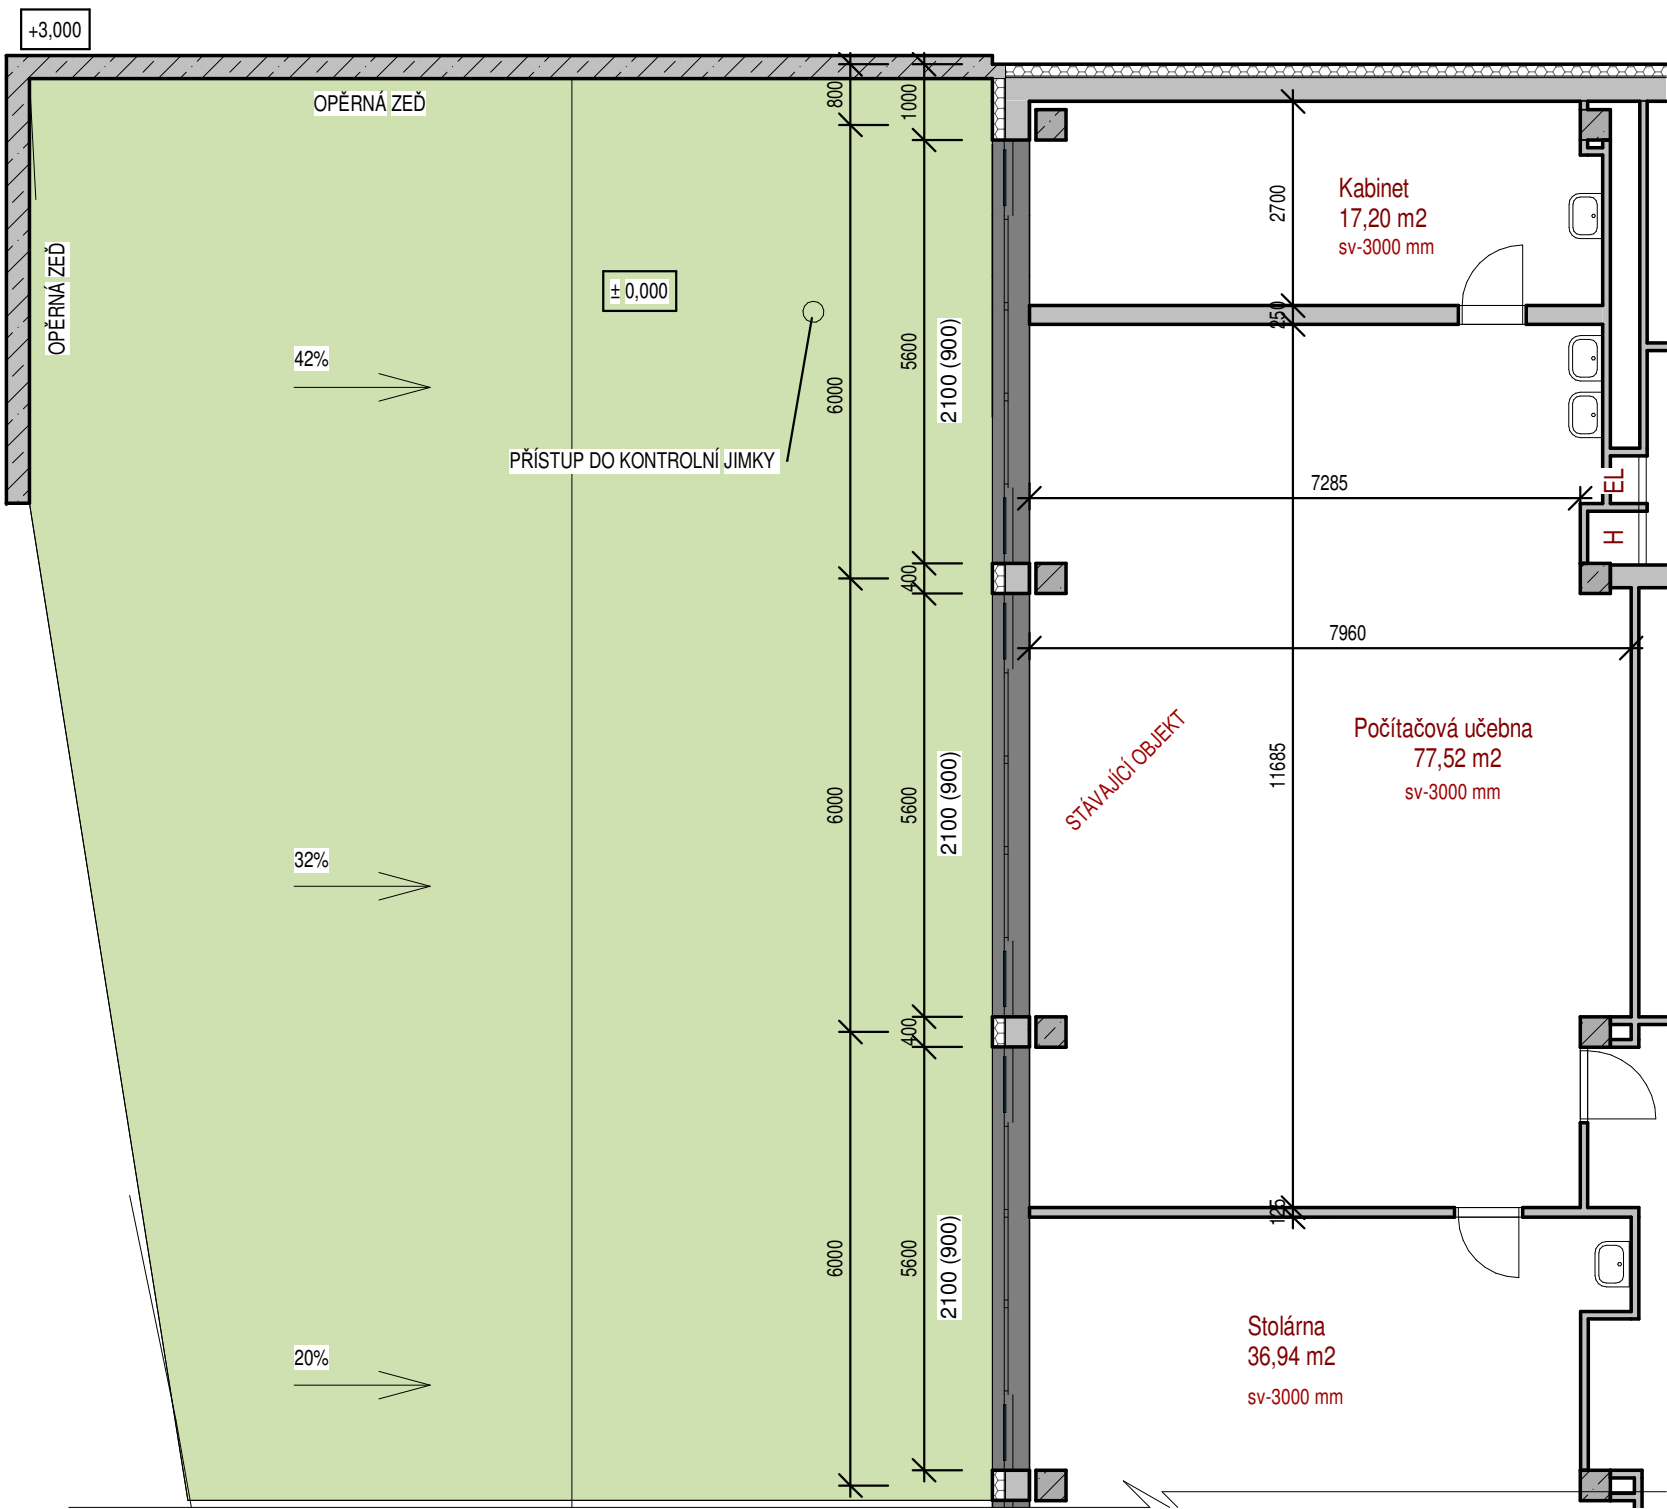 +3,000
OPĚRNÁ ZEĎ
800
1000
OPĚRNÁ ZEĎ
± 0,000
42%
PŘÍSTUP DO KONTROLNÍ JIMKY
6000
5600
2100 (900)
2700
Kabinet
17,20 m2
sv-3000 mm
250
7285
EL
H
400
7960
32%
6000
5600
2100 (900)
STÁVAJÍCÍ OBJEKT
11685
Počítačová učebna
77,52 m2
sv-3000 mm
400
125
20%
6000
5600
2100 (900)
Stolárna
36,94 m2
sv-3000 mm